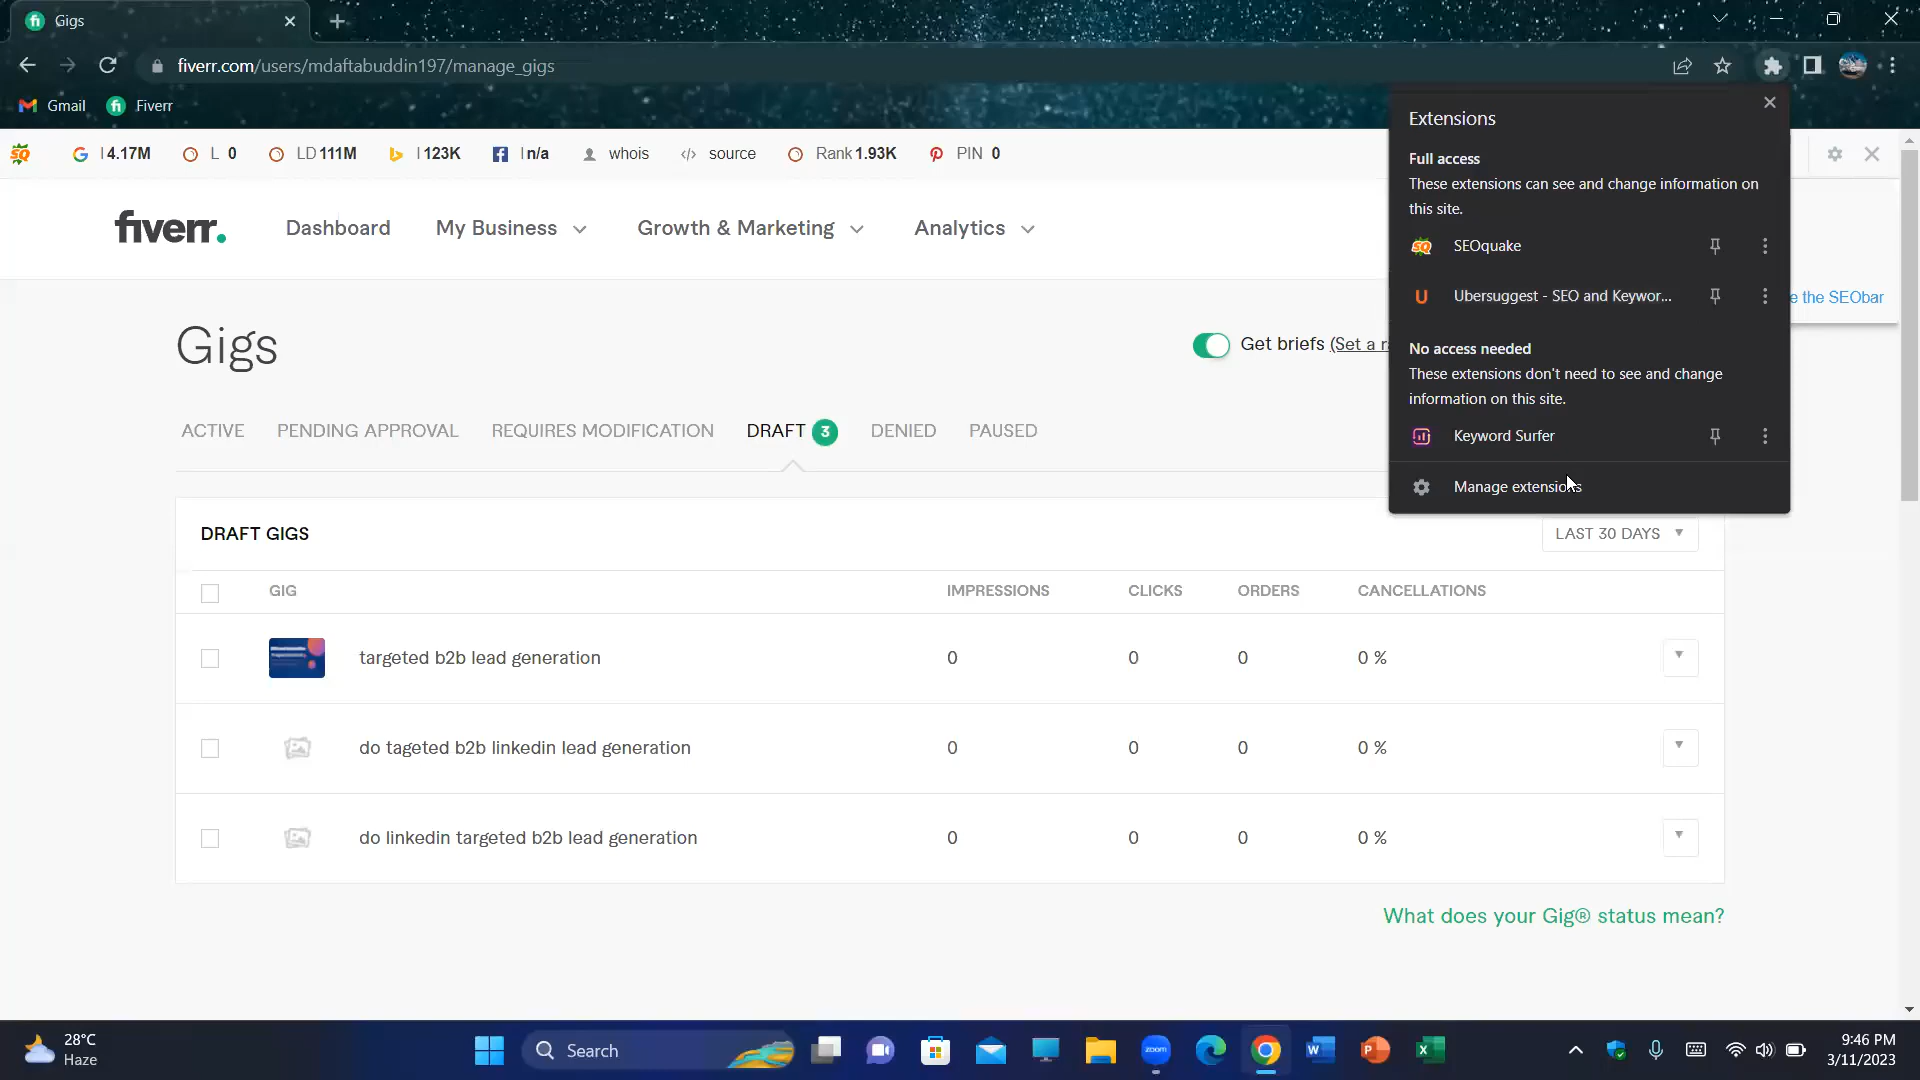 Gigs
fiverr.com/users/mdaftabuddin197/manage_gigs
Gmail
Fiverr
I 4.17M
L 0
LD 111M
I 123K
I n/a
whois
source
Rank 1.93K
PIN 0
fiverr.
Dashboard
My Business
Growth & Marketing
Analytics
Extensions
Full access
These extensions can see and change information on
this site.
SEOquake
Ubersuggest - SEO and Keywor...
No access needed
These extensions don't need to see and change
information on this site.
Keyword Surfer
Manage extensions
e the SEObar
Gigs
Get briefs (Set a ra
ACTIVE
PENDING APPROVAL
REQUIRES MODIFICATION
DRAFT 3
DENIED
PAUSED
DRAFT GIGS
LAST 30 DAYS
GIG IMPRESSIONS CLICKS ORDERS CANCELLATIONS
targeted b2b lead generation 0 0 0 0 %
do tageted b2b linkedin lead generation 0 0 0 0 %
do linkedin targeted b2b lead generation 0 0 0 0 %
What does your Gig® status mean?
28°C
Haze
Search
zoom
9:46 PM
3/11/2023